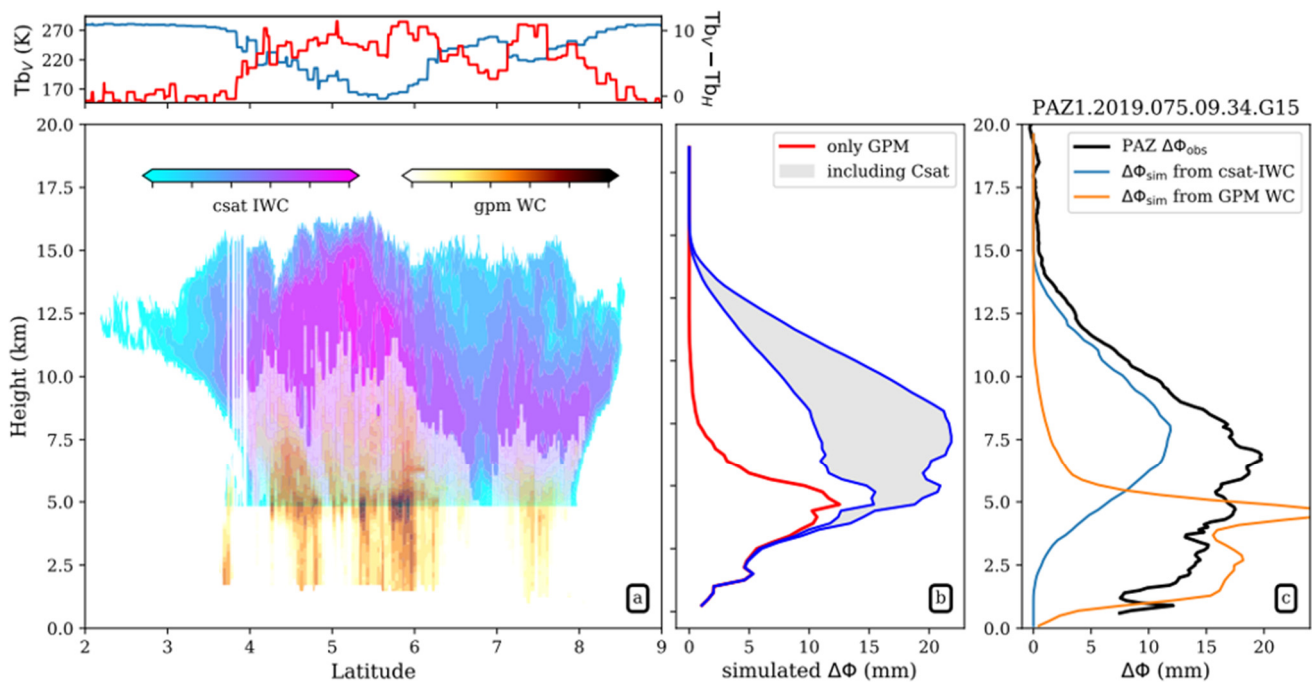 Tb_V (K)
270
220
170
10
0
Tb_V − Tb_H
20.0
17.5
15.0
12.5
10.0
7.5
5.0
2.5
0.0
Height (km)
csat IWC
gpm WC
a
2 3 4 5 6 7 8 9
Latitude
only GPM
including Csat
b
0 5 10 15 20
simulated ΔΦ (mm)
PAZ1.2019.075.09.34.G15
PAZ ΔΦ_obs
ΔΦ_sim from csat-IWC
ΔΦ_sim from GPM WC
20.0
17.5
15.0
12.5
10.0
7.5
5.0
2.5
0.0
c
0 5 10 15 20
ΔΦ (mm)